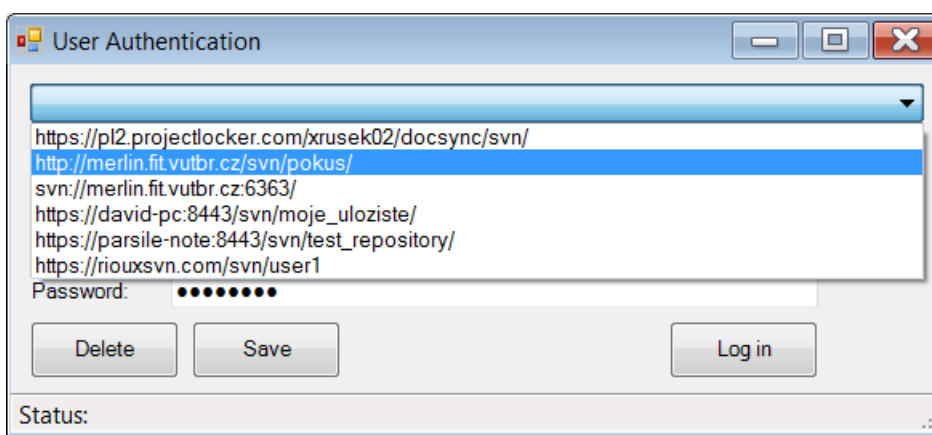 User Authentication
https://pl2.projectlocker.com/xrusek02/docsync/svn/
http://merlin.fit.vutbr.cz/svn/pokus/
svn://merlin.fit.vutbr.cz:6363/
https://david-pc:8443/svn/moje_uloziste/
https://parsile-note:8443/svn/test_repository/
https://riouxsvn.com/svn/user1
Password: ●●●●●●●●
Delete Save Log in
Status: